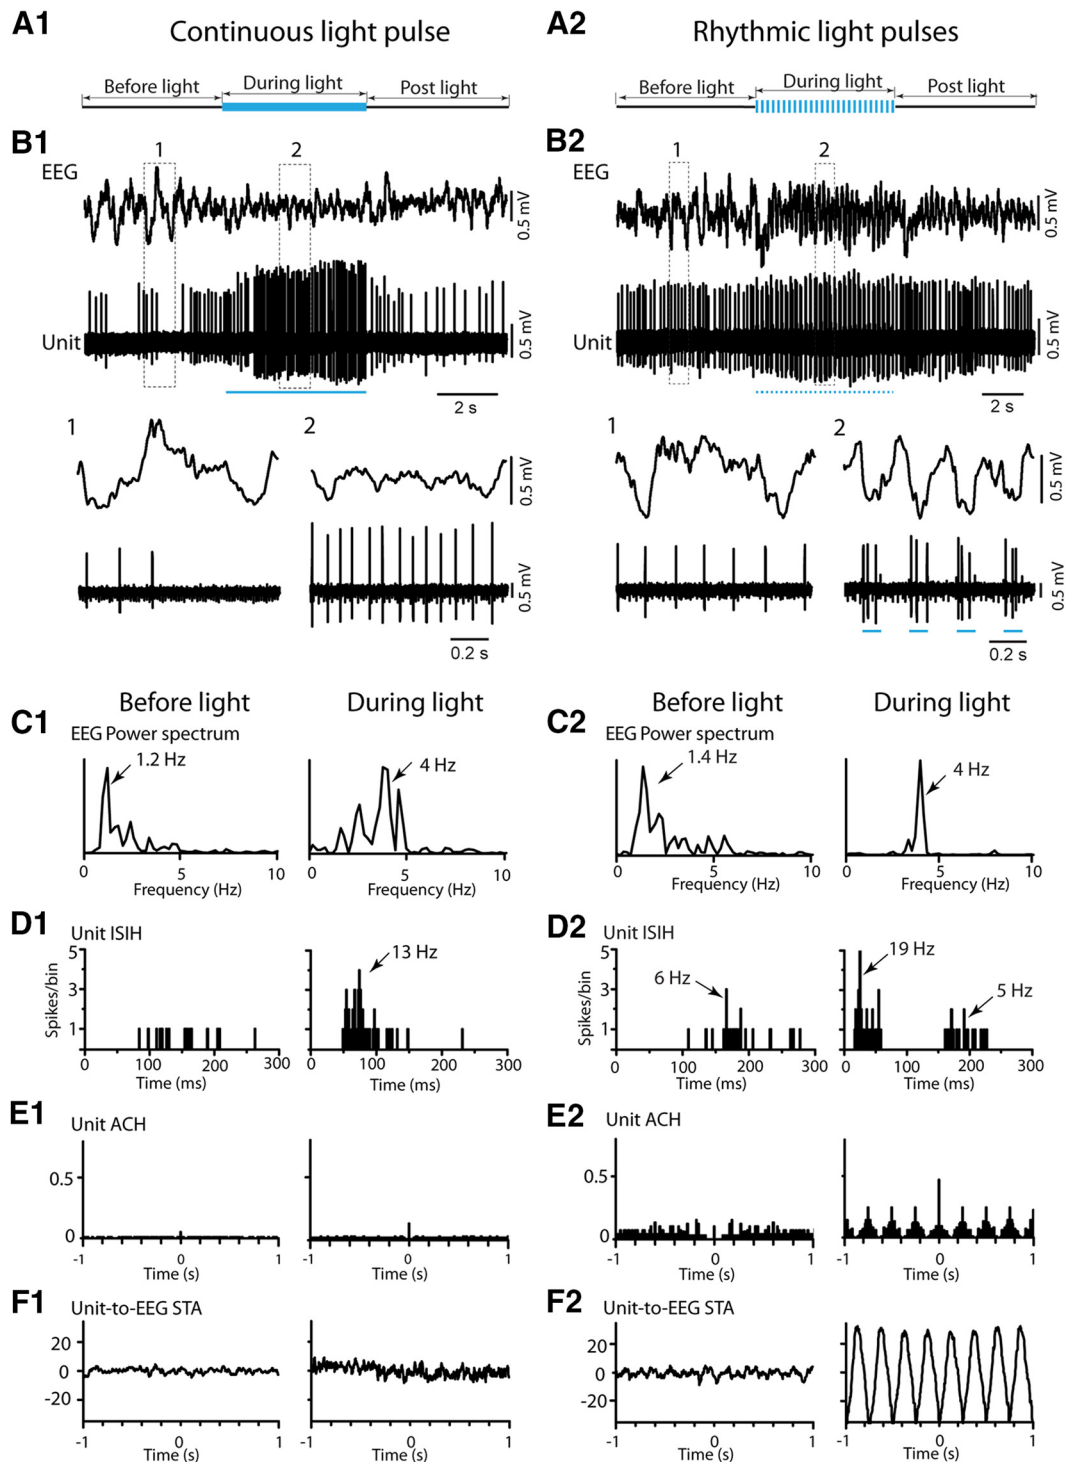 A1 Continuous light pulse
Before light During light Post light
B1
1 2
EEG
0.5 mV
Unit
0.5 mV
2 s
1 2
0.5 mV
0.5 mV
0.2 s
Before light During light
C1
EEG Power spectrum
1.2 Hz 4 Hz
0 5 10 0 5 10
Frequency (Hz) Frequency (Hz)
D1
Unit ISIH
Spikes/bin
5
3
1
13 Hz
0 100 200 300 0 100 200 300
Time (ms) Time (ms)
E1
Unit ACH
0.5
0
-1 0 1 -1 0 1
Time (s) Time (s)
F1
Unit-to-EEG STA
20
0
-20
-1 0 1 -1 0 1
Time (s) Time (s)
A2 Rhythmic light pulses
Before light During light Post light
B2
1 2
EEG
0.5 mV
Unit
0.5 mV
2 s
1 2
0.5 mV
0.5 mV
0.2 s
Before light During light
C2
EEG Power spectrum
1.4 Hz 4 Hz
0 5 10 0 5 10
Frequency (Hz) Frequency (Hz)
D2
Unit ISIH
Spikes/bin
5
3
1
6 Hz 19 Hz 5 Hz
0 100 200 300 0 100 200 300
Time (ms) Time (ms)
E2
Unit ACH
0.5
0
-1 0 1 -1 0 1
Time (s) Time (s)
F2
Unit-to-EEG STA
20
0
-20
-1 0 1 -1 0 1
Time (s) Time (s)